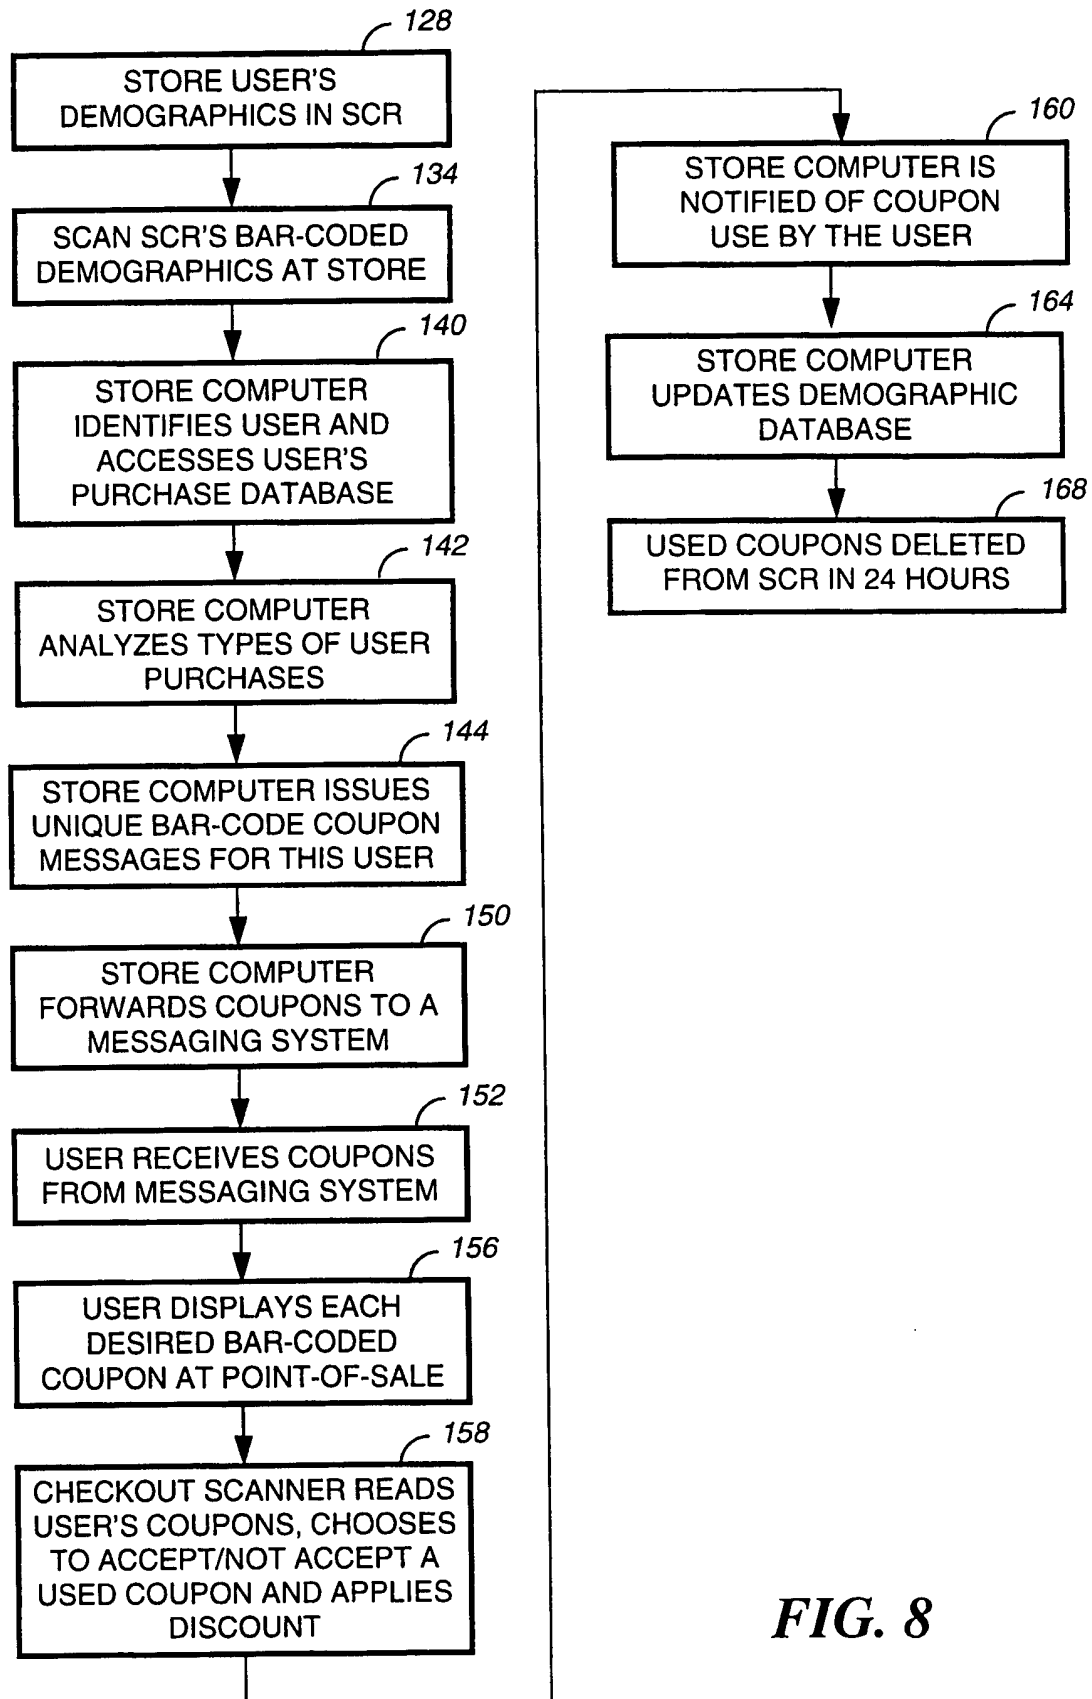 128
STORE USER'S
DEMOGRAPHICS IN SCR
134
SCAN SCR'S BAR-CODED
DEMOGRAPHICS AT STORE
140
STORE COMPUTER
IDENTIFIES USER AND
ACCESSES USER'S
PURCHASE DATABASE
142
STORE COMPUTER
ANALYZES TYPES OF USER
PURCHASES
144
STORE COMPUTER ISSUES
UNIQUE BAR-CODE COUPON
MESSAGES FOR THIS USER
150
STORE COMPUTER
FORWARDS COUPONS TO A
MESSAGING SYSTEM
152
USER RECEIVES COUPONS
FROM MESSAGING SYSTEM
156
USER DISPLAYS EACH
DESIRED BAR-CODED
COUPON AT POINT-OF-SALE
158
CHECKOUT SCANNER READS
USER'S COUPONS, CHOOSES
TO ACCEPT/NOT ACCEPT A
USED COUPON AND APPLIES
DISCOUNT
160
STORE COMPUTER IS
NOTIFIED OF COUPON
USE BY THE USER
164
STORE COMPUTER
UPDATES DEMOGRAPHIC
DATABASE
168
USED COUPONS DELETED
FROM SCR IN 24 HOURS
FIG. 8